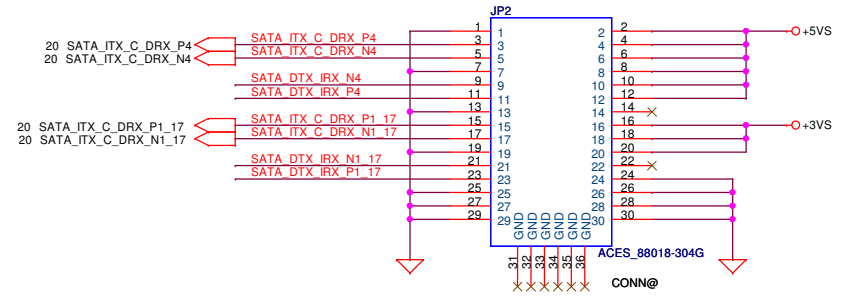 JP2
SATA_ITX_C_DRX_P4 1 1 2 2
20 SATA_ITX_C_DRX_P4 3 3 4 4 +5VS
SATA_ITX_C_DRX_N4
20 SATA_ITX_C_DRX_N4 5 5 6 6
7 7 8 8
SATA_DTX_IRX_N4 9 9 10 10
SATA_DTX_IRX_P4 11 11 12 12
13 13 14 14
SATA_ITX_C_DRX_P1_17
20 SATA_ITX_C_DRX_P1_17 15 15 16 16 +3VS
SATA_ITX_C_DRX_N1_17
20 SATA_ITX_C_DRX_N1_17 17 17 18 18
19 19 20 20
SATA_DTX_IRX_N1_17 21 21 22 22
SATA_DTX_IRX_P1_17 23 23 24 24
25 25 26 26
27 27 28 28
29 29 30 30
GND GND GND GND GND GND
31 32 33 34 35 36
ACES_88018-304G
CONN@